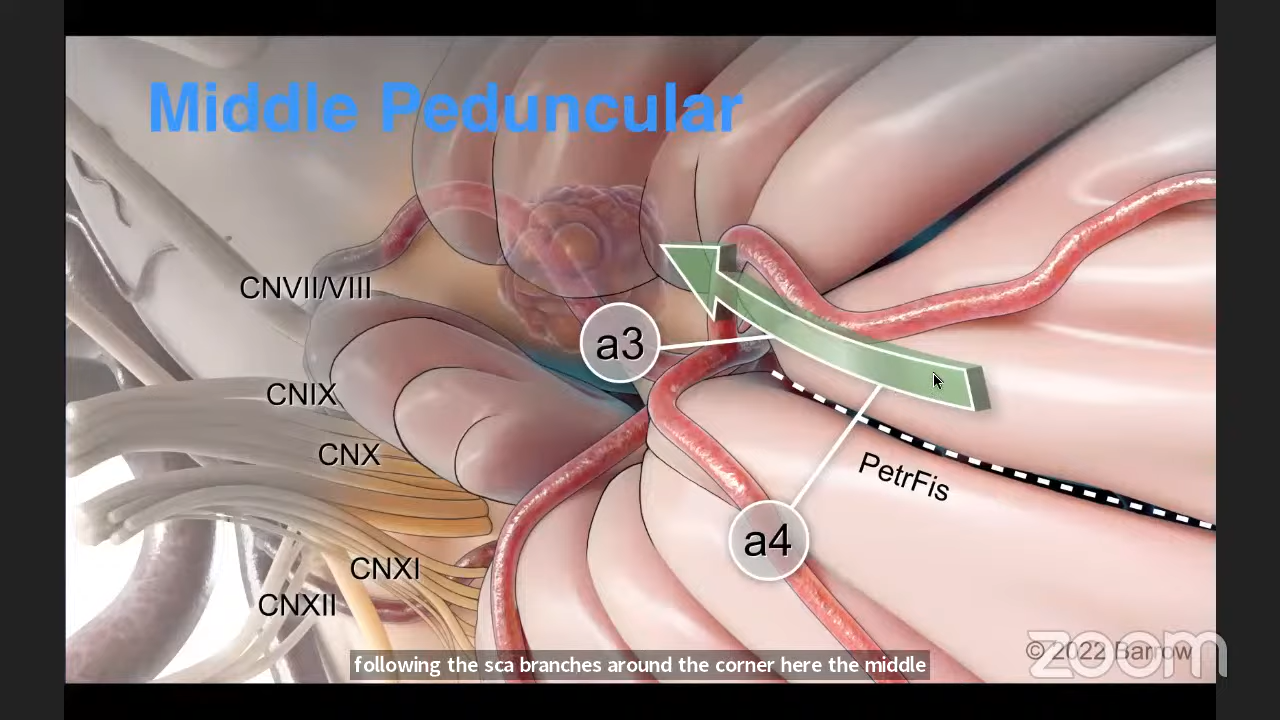 Middle Peduncular
CNVII/VIII
a3
CNIX
CNX
PetrFis
a4
CNXI
CNXII
© 2022 Barrow
zoom
following the sca branches around the corner here the middle